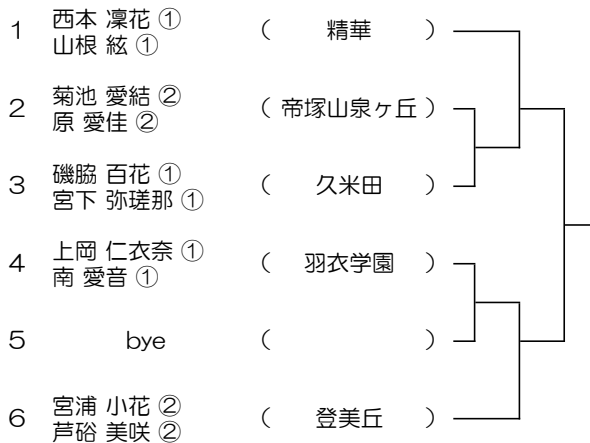 1 西本 凜花 ① ( 精華 )
山根 絃 ①
2 菊池 愛結 ② ( 帝塚山泉ヶ丘 )
原 愛佳 ②
3 磯脇 百花 ① ( 久米田 )
宮下 弥瑳那 ①
4 上岡 仁衣奈 ① ( 羽衣学園 )
南 愛音 ①
5 bye ( )
6 宮浦 小花 ② ( 登美丘 )
芦硲 美咲 ②